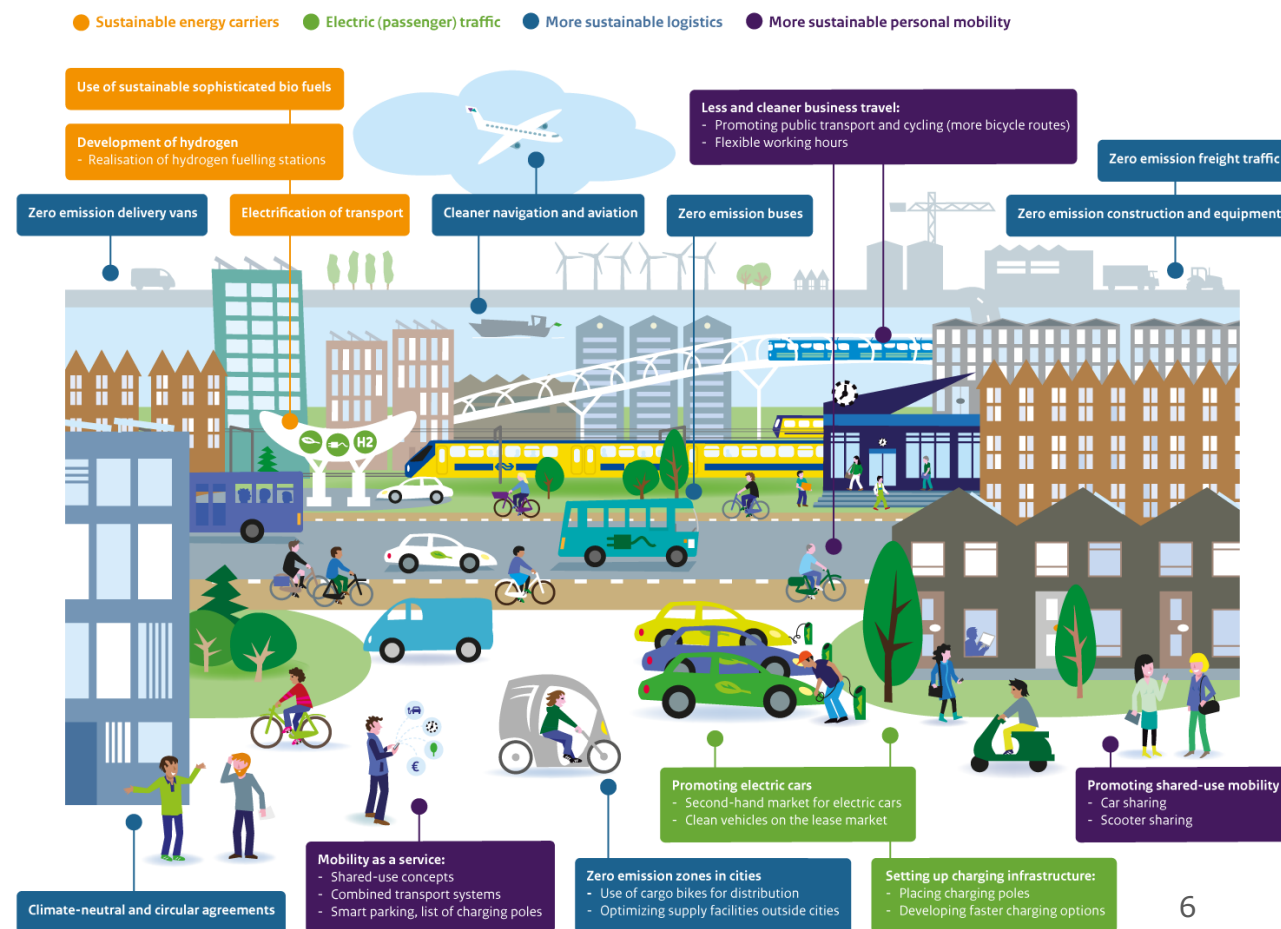 Sustainable energy carriers
Electric (passenger) traffic
More sustainable logistics
More sustainable personal mobility
Use of sustainable sophisticated bio fuels
Development of hydrogen
- Realisation of hydrogen fuelling stations
Less and cleaner business travel:
- Promoting public transport and cycling (more bicycle routes)
- Flexible working hours
Zero emission freight traffic
Zero emission delivery vans
Electrification of transport
Cleaner navigation and aviation
Zero emission buses
Zero emission construction and equipment
H2
€
Promoting electric cars
- Second-hand market for electric cars
- Clean vehicles on the lease market
Promoting shared-use mobility
- Car sharing
- Scooter sharing
Mobility as a service:
- Shared-use concepts
- Combined transport systems
- Smart parking, list of charging poles
Zero emission zones in cities
- Use of cargo bikes for distribution
- Optimizing supply facilities outside cities
Setting up charging infrastructure:
- Placing charging poles
- Developing faster charging options
Climate-neutral and circular agreements
6